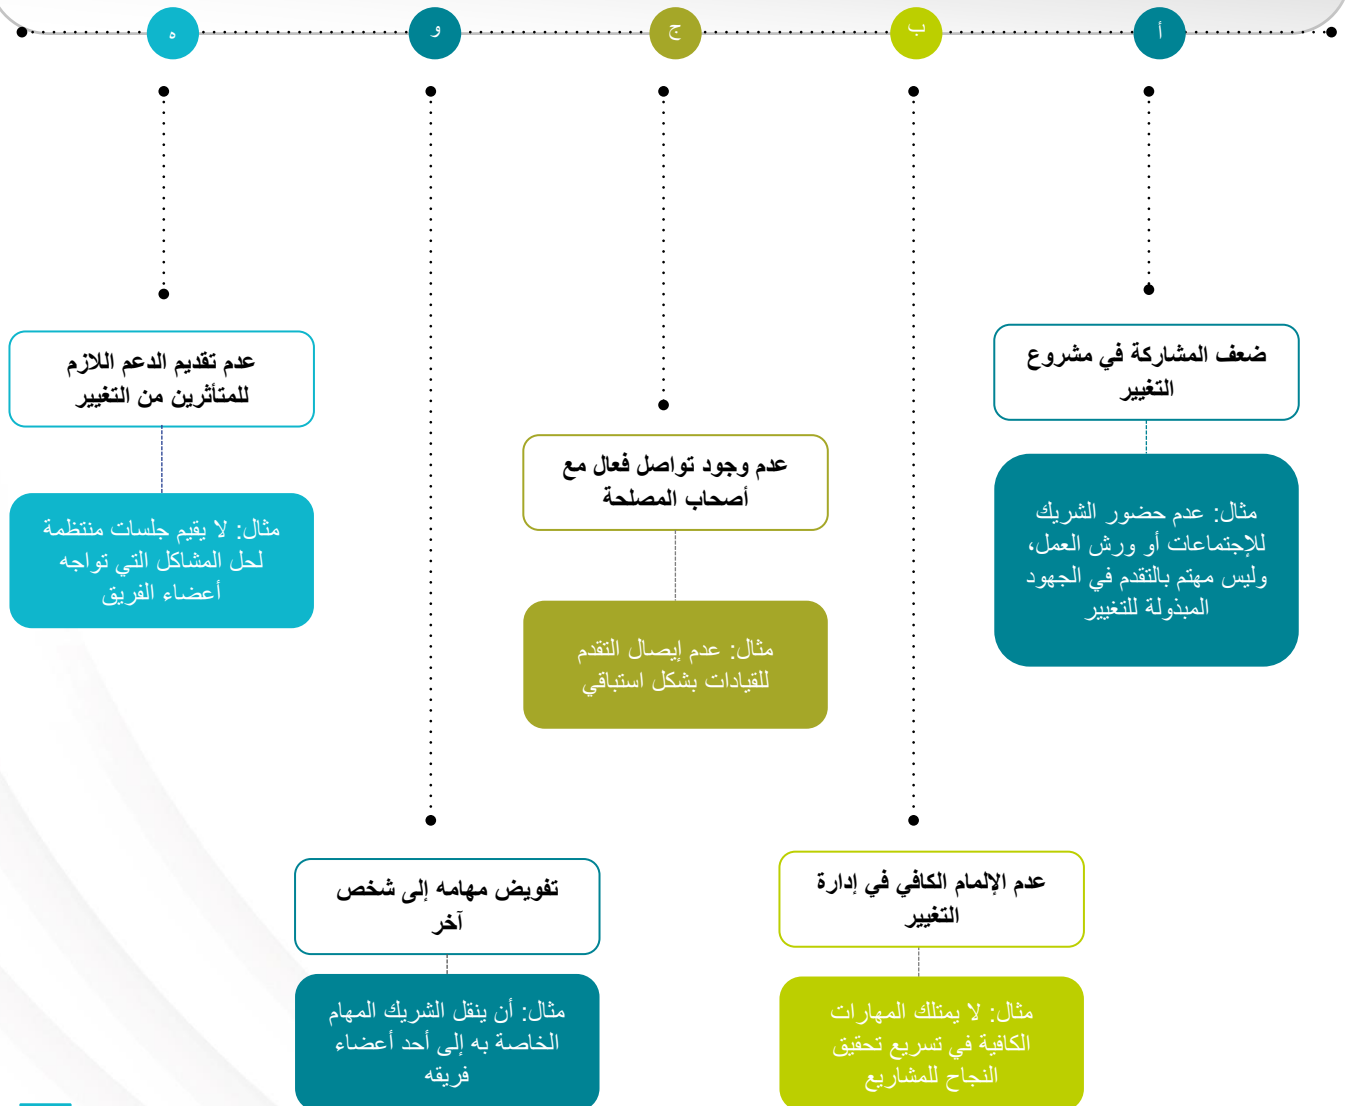 أ
ب
ج
و
ه
ضعف المشاركة في مشروع
التغيير
مثال: عدم حضور الشريك
للإجتماعات أو ورش العمل،
وليس مهتم بالتقدم في الجهود
المبذولة للتغيير
عدم الإلمام الكافي في إدارة
التغيير
مثال: لا يمتلك المهارات
الكافية في تسريع تحقيق
النجاح للمشاريع
عدم وجود تواصل فعال مع
أصحاب المصلحة
مثال: عدم إيصال التقدم
للقيادات بشكل استباقي
تفويض مهامه إلى شخص
آخر
مثال: أن ينقل الشريك المهام
الخاصة به إلى أحد أعضاء
فريقه
عدم تقديم الدعم اللازم
للمتأثرين من التغيير
مثال: لا يقيم جلسات منتظمة
لحل المشاكل التي تواجه
أعضاء الفريق